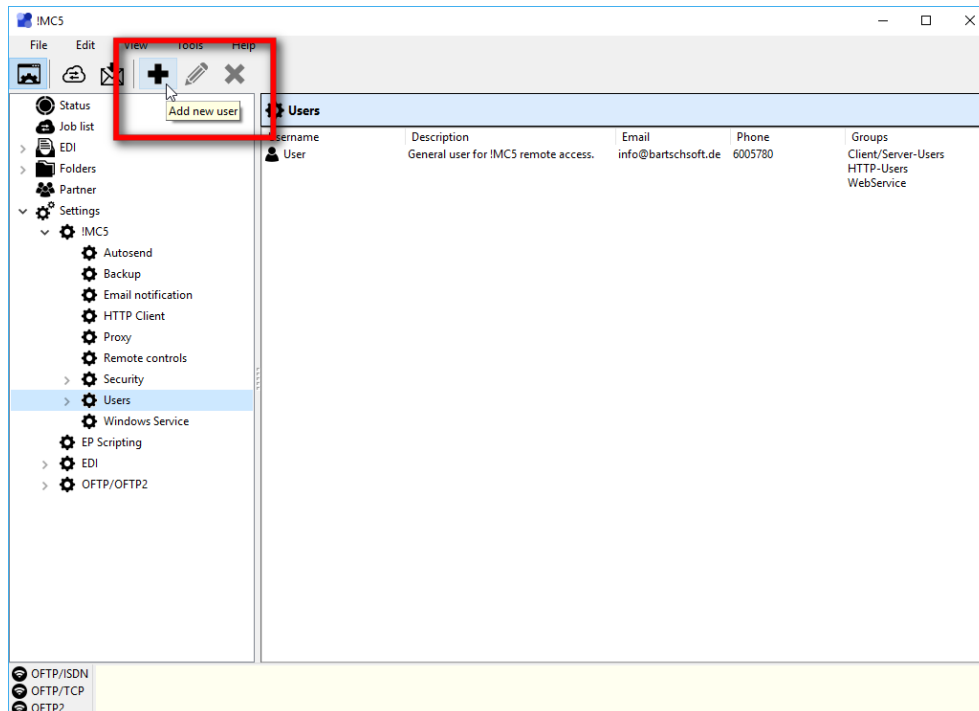 !MC5
File Edit View Tools Help
Add new user
Status
Job list
EDI
Folders
Partner
Settings
!MC5
Autosend
Backup
Email notification
HTTP Client
Proxy
Remote controls
Security
Users
Windows Service
EP Scripting
EDI
OFTP/OFTP2
Users
Username Description Email Phone Groups
User General user for !MC5 remote access. info@bartschsoft.de 6005780 Client/Server-Users
HTTP-Users
WebService
OFTP/ISDN
OFTP/TCP
OFTP2